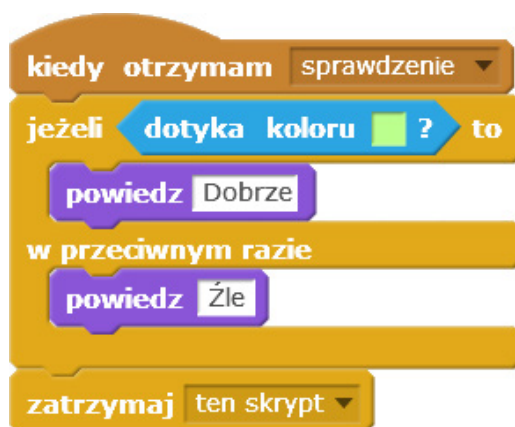 kiedy otrzymam sprawdzenie
jeżeli dotyka koloru ? to
powiedz Dobrze
w przeciwnym razie
powiedz Źle
zatrzymaj ten skrypt